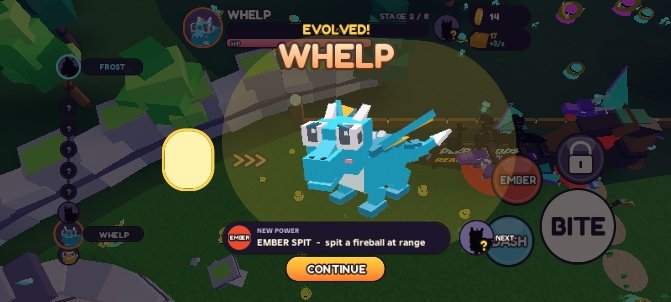 WHELP
STAGE 2 / 8
14
HP
17
+3/s
EVOLVED!
WHELP
FROST
?
?
?
?
?
?
>>>
EMBER
BITE
WHELP
EMBER
NEW POWER
EMBER SPIT - spit a fireball at range
NEXT
?
DASH
CONTINUE